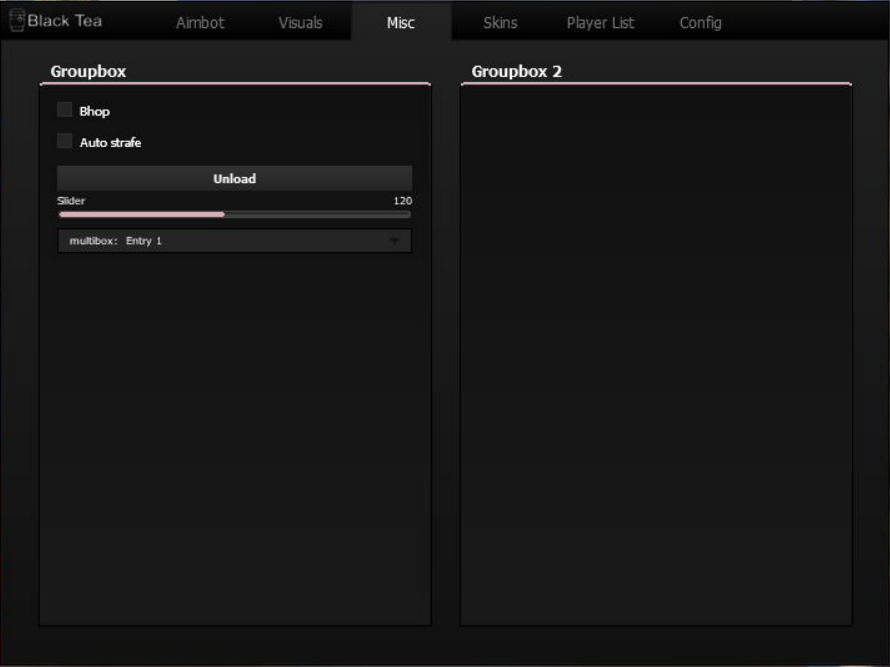 Black Tea Aimbot Visuals Misc Skins Player List Config
Groupbox
Bhop
Auto strafe
Unload
Slider 120
multibox: Entry 1
Groupbox 2